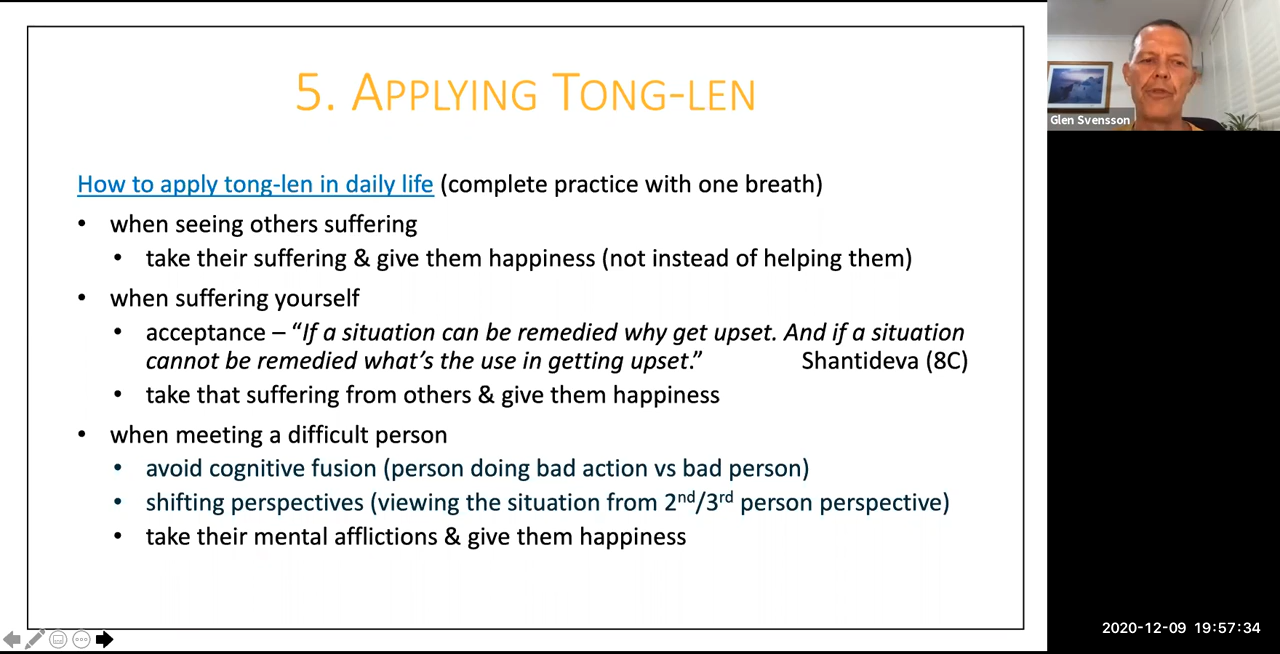 5. APPLYING TONG-LEN
How to apply tong-len in daily life (complete practice with one breath)
• when seeing others suffering
• take their suffering & give them happiness (not instead of helping them)
• when suffering yourself
• acceptance – “If a situation can be remedied why get upset. And if a situation
cannot be remedied what’s the use in getting upset.” Shantideva (8C)
• take that suffering from others & give them happiness
• when meeting a difficult person
• avoid cognitive fusion (person doing bad action vs bad person)
• shifting perspectives (viewing the situation from 2nd/3rd person perspective)
• take their mental afflictions & give them happiness
Glen Svensson
2020-12-09 19:57:34